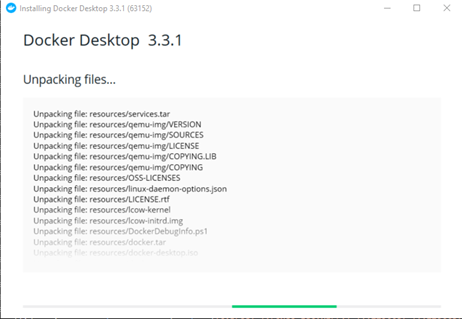 Installing Docker Desktop 3.3.1 (63152)
Docker Desktop 3.3.1
Unpacking files...
Unpacking file: resources/services.tar
Unpacking file: resources/qemu-img/VERSION
Unpacking file: resources/qemu-img/SOURCES
Unpacking file: resources/qemu-img/LICENSE
Unpacking file: resources/qemu-img/COPYING.LIB
Unpacking file: resources/qemu-img/COPYING
Unpacking file: resources/OSS-LICENSES
Unpacking file: resources/linux-daemon-options.json
Unpacking file: resources/LICENSE.rtf
Unpacking file: resources/lcow-kernel
Unpacking file: resources/lcow-initrd.img
Unpacking file: resources/DockerDebugInfo.ps1
Unpacking file: resources/docker.tar
Unpacking file: resources/docker-desktop.iso